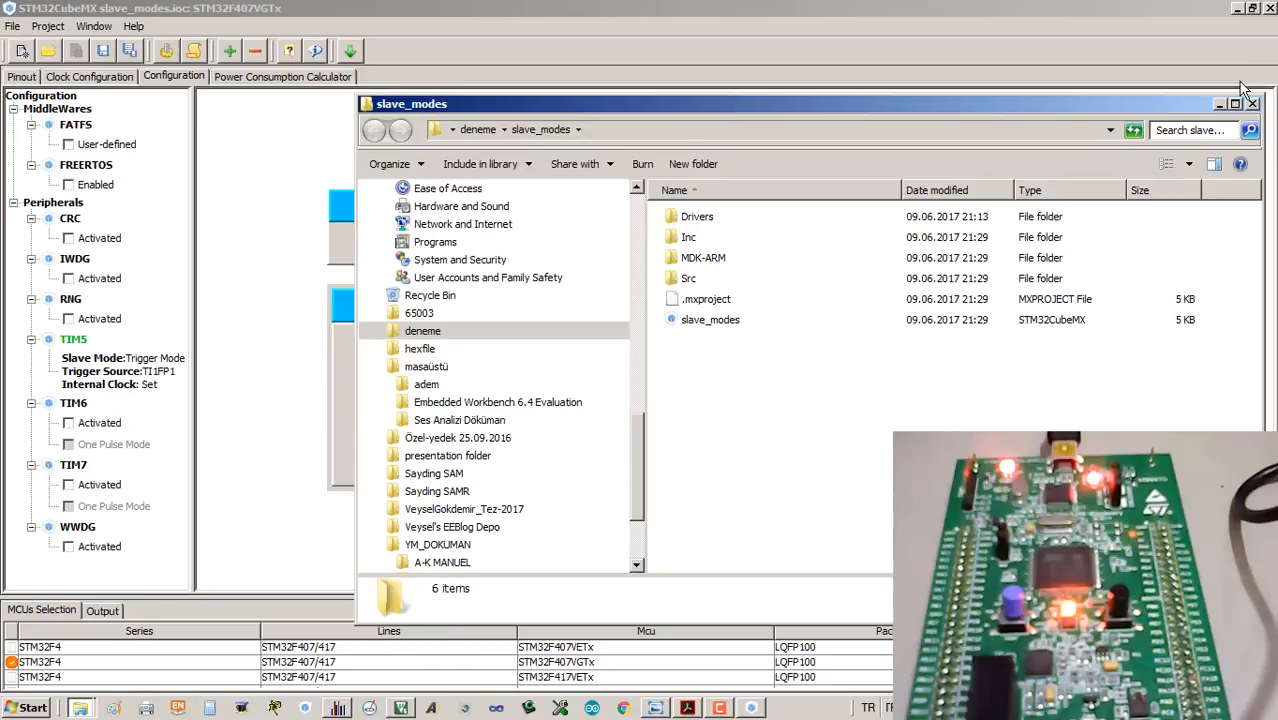 STM32CubeMX slave_modes.ioc: STM32F407VGTx
File Project Window Help
Pinout Clock Configuration Configuration Power Consumption Calculator
Configuration
MiddleWares
FATFS
User-defined
FREERTOS
Enabled
Peripherals
CRC
Activated
IWDG
Activated
RNG
Activated
TIM5
Slave Mode:Trigger Mode
Trigger Source:TI1FP1
Internal Clock: Set
TIM6
Activated
One Pulse Mode
TIM7
Activated
One Pulse Mode
WWDG
Activated
slave_modes
deneme slave_modes
Search slave...
Organize Include in library Share with Burn New folder
Ease of Access
Hardware and Sound
Network and Internet
Programs
System and Security
User Accounts and Family Safety
Recycle Bin
65003
deneme
hexfile
masaüstü
adem
Embedded Workbench 6.4 Evaluation
Ses Analizi Döküman
Özel-yedek 25.09.2016
presentation folder
Sayding SAM
Sayding SAMR
VeyselGokdemir_Tez-2017
Veysel's EEBlog Depo
YM_DOKUMAN
A-K MANUEL
Name Date modified Type Size
Drivers 09.06.2017 21:13 File folder
Inc 09.06.2017 21:29 File folder
MDK-ARM 09.06.2017 21:29 File folder
Src 09.06.2017 21:29 File folder
.mxproject 09.06.2017 21:29 MXPROJECT File 5 KB
slave_modes 09.06.2017 21:29 STM32CubeMX 5 KB
6 items
MCUs Selection Output
Series Lines Mcu
STM32F4 STM32F407/417 STM32F407VETx LQFP100
STM32F4 STM32F407/417 STM32F407VGTx LQFP100
STM32F4 STM32F407/417 STM32F417VETx LQFP100
Start
TR